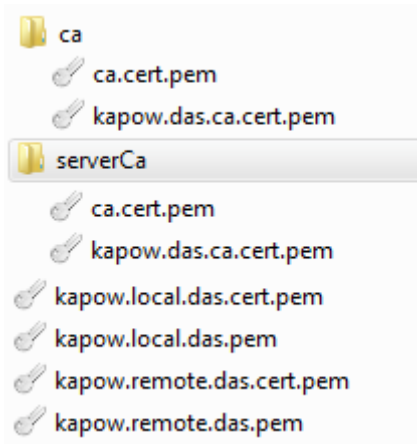 ca
ca.cert.pem
kapow.das.ca.cert.pem
serverCa
ca.cert.pem
kapow.das.ca.cert.pem
kapow.local.das.cert.pem
kapow.local.das.pem
kapow.remote.das.cert.pem
kapow.remote.das.pem